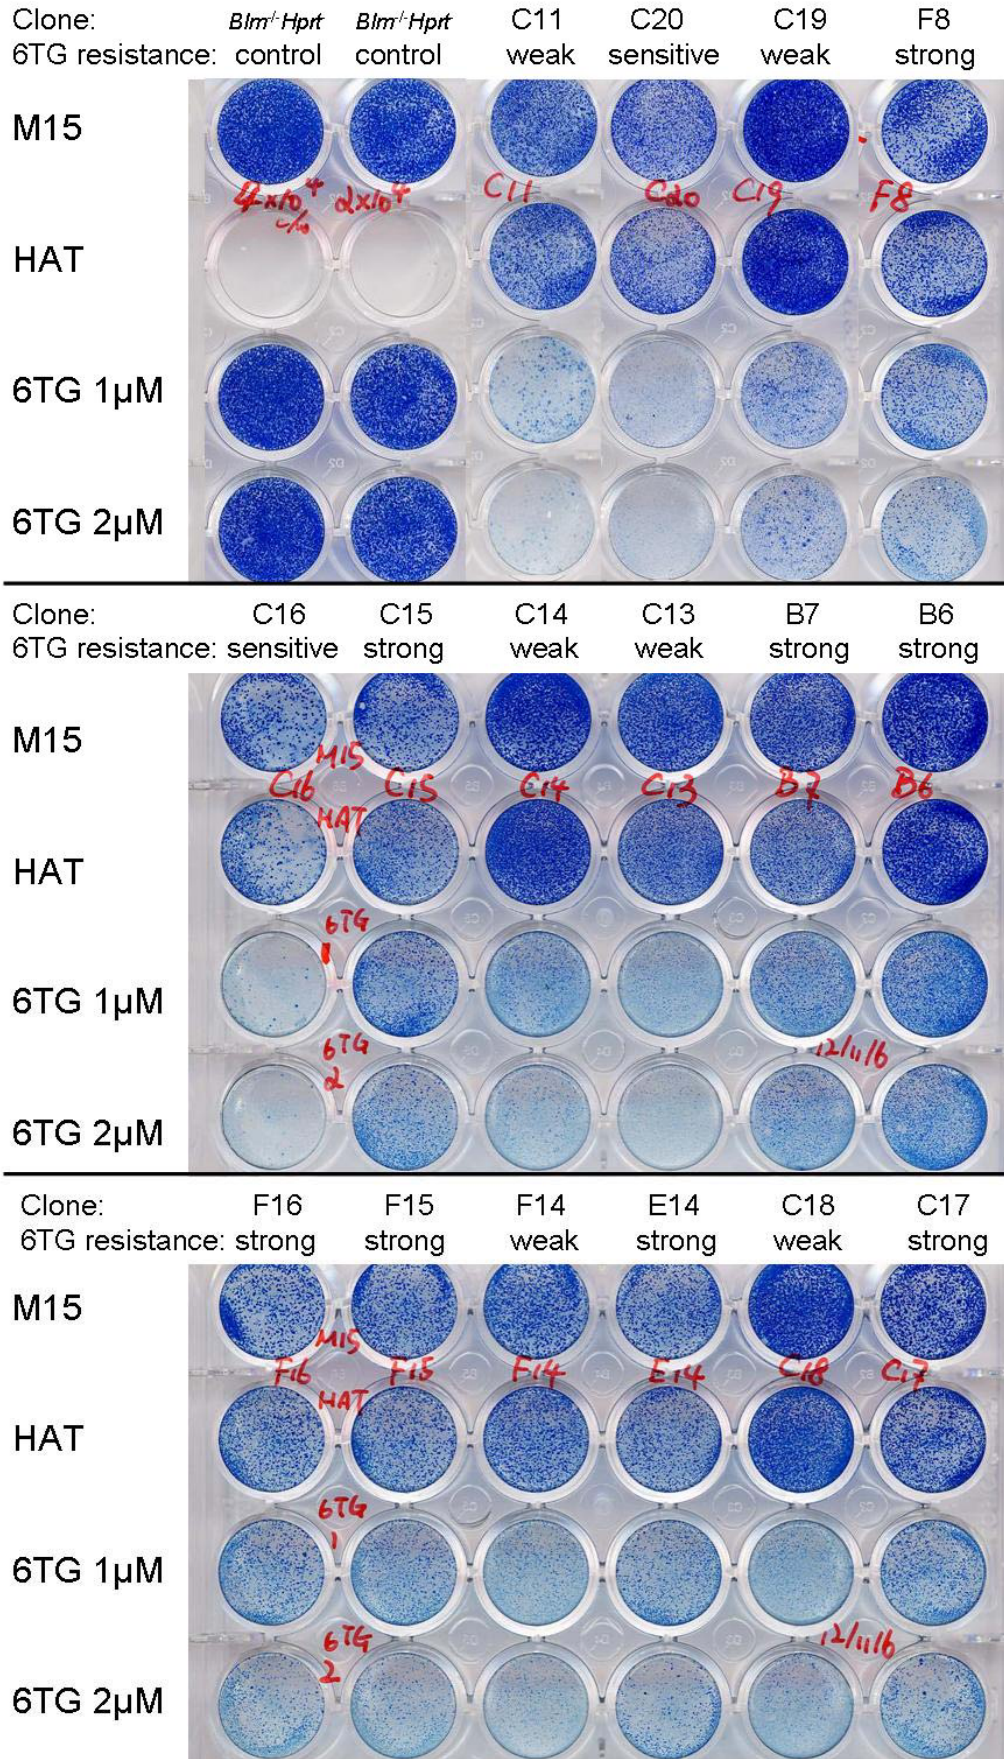 Clone: Blm-/-Hprt Blm-/-Hprt C11 C20 C19 F8
6TG resistance: control control weak sensitive weak strong
M15
4x10⁴ 2x10⁴ C11 C20 C19 F8
HAT
6TG 1µM
6TG 2µM
Clone: C16 C15 C14 C13 B7 B6
6TG resistance: sensitive strong weak weak strong strong
M15
M15
C16 C15 C14 C13 B7 B6
HAT
HAT
6TG
1
6TG 1µM
6TG 12/11/6
2
6TG 2µM
Clone: F16 F15 F14 E14 C18 C17
6TG resistance: strong strong weak strong weak strong
M15
M15
F16 F15 F14 E14 C18 C17
HAT
HAT
6TG
1
6TG 1µM
6TG 12/11/6
2
6TG 2µM